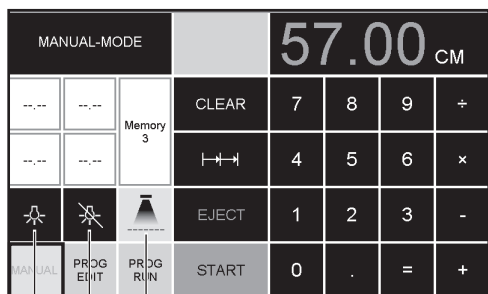 MANUAL-MODE
57.00 CM
--.-- --.-- Memory 3 CLEAR 7 8 9 ÷
--.-- --.-- 4 5 6 ×
EJECT 1 2 3 -
MANUAL PROG EDIT PROG RUN START 0 . = +